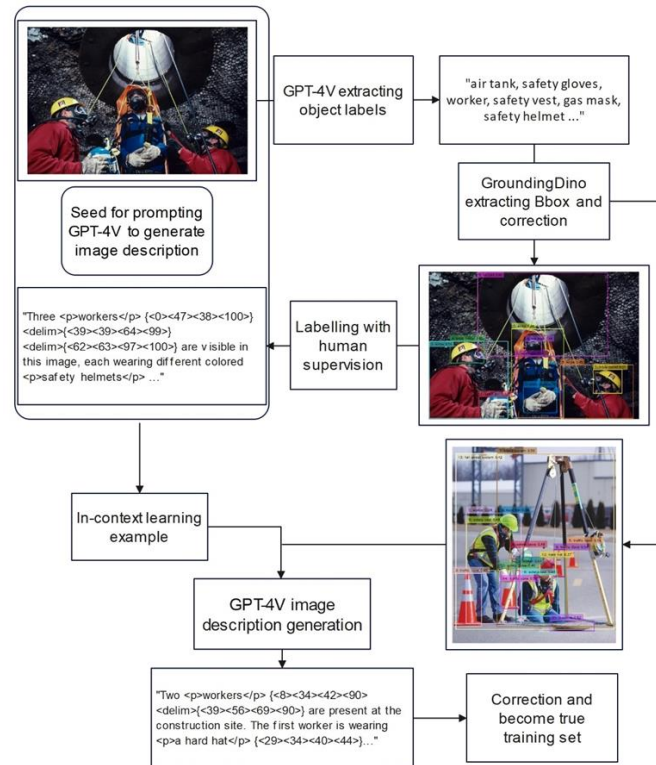 GPT-4V extracting
object labels
"air tank, safety gloves,
worker, safety vest, gas mask,
safety helmet ..."
GroundingDino
extracting Bbox and
correction
Seed for prompting
GPT-4V to generate
image description
"Three <p>workers</p> {<0><47><38><100>}
<delim>{<39><39><64><99>}
<delim>{<62><63><97><100>} are visible in
this image, each wearing different colored
<p>safety helmets</p> ..."
Labelling with
human
supervision
In-context learning
example
GPT-4V image
description generation
"Two <p>workers</p> {<8><34><42><90>
<delim>{<39><56><69><90>} are present at the
construction site. The first worker is wearing
<p>a hard hat</p> {<29><34><40><44>}..."
Correction and
become true
training set